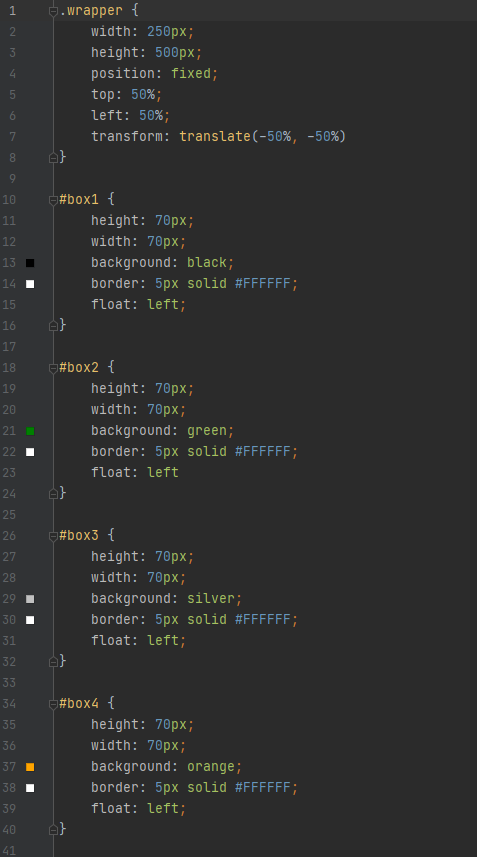 1 .wrapper {
2 width: 250px;
3 height: 500px;
4 position: fixed;
5 top: 50%;
6 left: 50%;
7 transform: translate(-50%, -50%)
8 }
9
10 #box1 {
11 height: 70px;
12 width: 70px;
13 background: black;
14 border: 5px solid #FFFFFF;
15 float: left;
16 }
17
18 #box2 {
19 height: 70px;
20 width: 70px;
21 background: green;
22 border: 5px solid #FFFFFF;
23 float: left
24 }
25
26 #box3 {
27 height: 70px;
28 width: 70px;
29 background: silver;
30 border: 5px solid #FFFFFF;
31 float: left;
32 }
33
34 #box4 {
35 height: 70px;
36 width: 70px;
37 background: orange;
38 border: 5px solid #FFFFFF;
39 float: left;
40 }
41